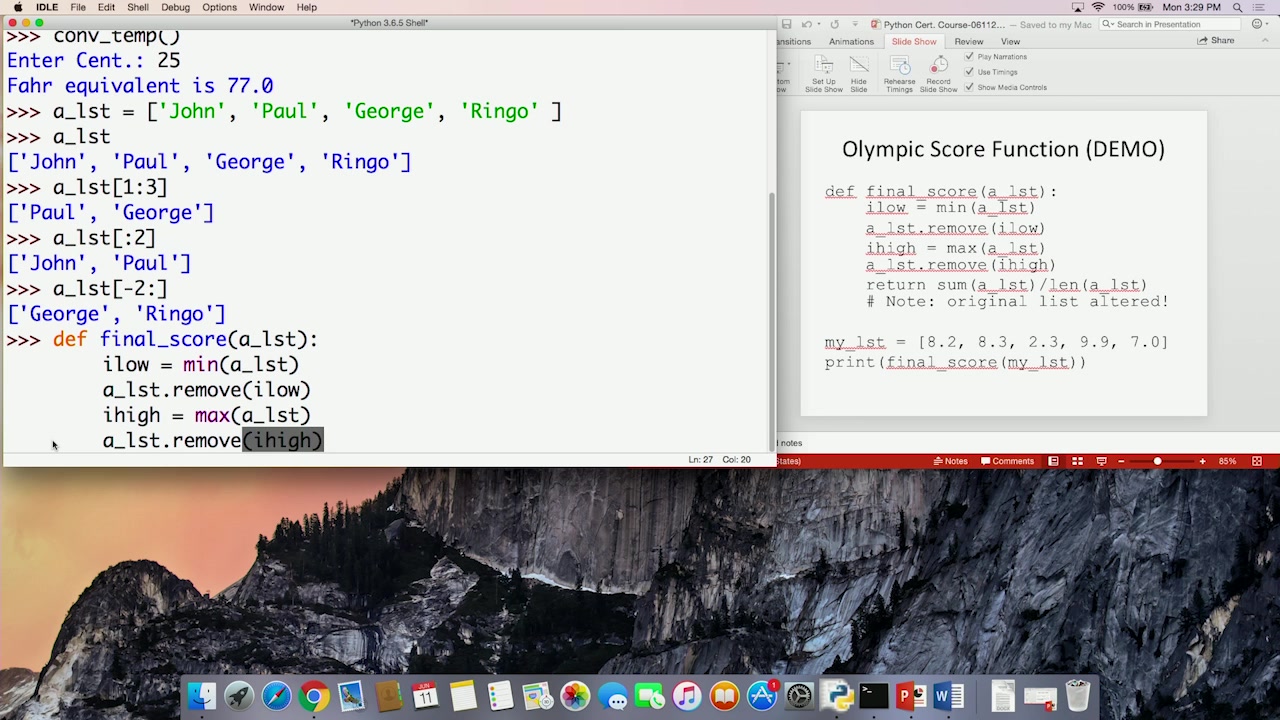 IDLE File Edit Shell Debug Options Window Help
100% Mon 3:29 PM
*Python 3.6.5 Shell*
>>> conv_temp()
Enter Cent.: 25
Fahr equivalent is 77.0
>>> a_lst = ['John', 'Paul', 'George', 'Ringo' ]
>>> a_lst
['John', 'Paul', 'George', 'Ringo']
>>> a_lst[1:3]
['Paul', 'George']
>>> a_lst[:2]
['John', 'Paul']
>>> a_lst[-2:]
['George', 'Ringo']
>>> def final_score(a_lst):
ilow = min(a_lst)
a_lst.remove(ilow)
ihigh = max(a_lst)
a_lst.remove(ihigh)
Ln: 27 Col: 20
Python Cert. Course-06112... — Saved to my Mac
Search in Presentation
nsitions Animations Slide Show Review View
Share
Set Up Slide Show
Hide Slide
Rehearse Timings
Record Slide Show
Play Narrations
Use Timings
Show Media Controls
Olympic Score Function (DEMO)
def final_score(a_lst):
ilow = min(a_lst)
a_lst.remove(ilow)
ihigh = max(a_lst)
a_lst.remove(ihigh)
return sum(a_lst)/len(a_lst)
# Note: original list altered!
my_lst = [8.2, 8.3, 2.3, 9.9, 7.0]
print(final_score(my_lst))
notes
States)
Notes Comments 85%
JUN
11
1